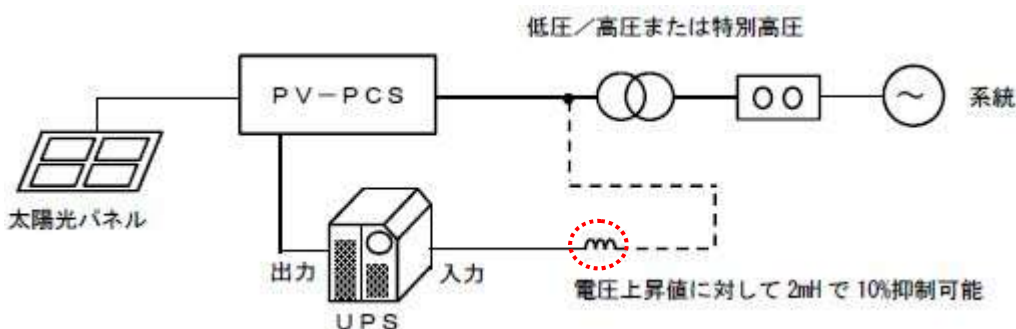 低圧／高圧または特別高圧
PV－PCS
系統
太陽光パネル
出力
入力
電圧上昇値に対して 2mH で 10%抑制可能
UPS